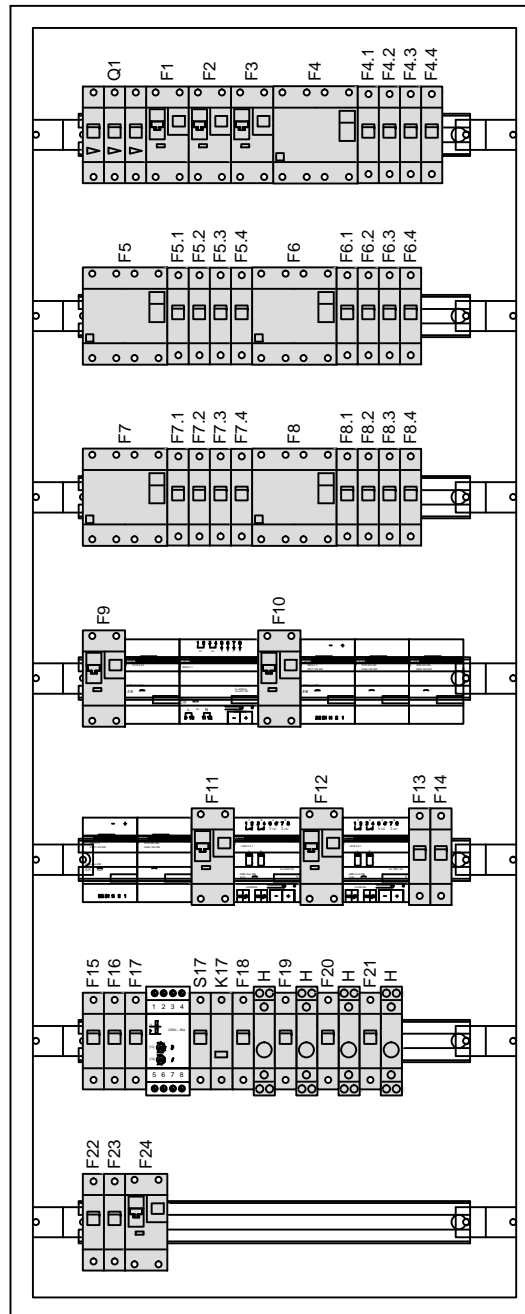 Q1 F1 F2 F3 F4 F4.1 F4.2 F4.3 F4.4
F5 F5.1 F5.2 F5.3 F5.4 F6 F6.1 F6.2 F6.3 F6.4
F7 F7.1 F7.2 F7.3 F7.4 F8 F8.1 F8.2 F8.3 F8.4
F9 F10
F11 F12 F13 F14
F15 F16 F17 S17 K17 F18 H F19 H F20 H F21 H
1 2 3 4
5 6 7 8
F22 F23 F24